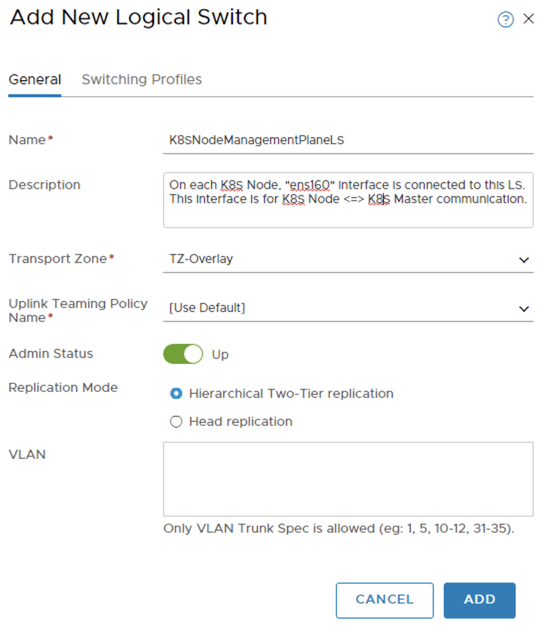 Add New Logical Switch
General Switching Profiles
Name* K8SNodeManagementPlaneLS
Description On each K8S Node, "ens160" interface is connected to this LS.
This interface is for K8S Node <=> K8S Master communication.
Transport Zone* TZ-Overlay
Uplink Teaming Policy
Name* [Use Default]
Admin Status Up
Replication Mode Hierarchical Two-Tier replication
Head replication
VLAN
Only VLAN Trunk Spec is allowed (eg: 1, 5, 10-12, 31-35).
CANCEL ADD